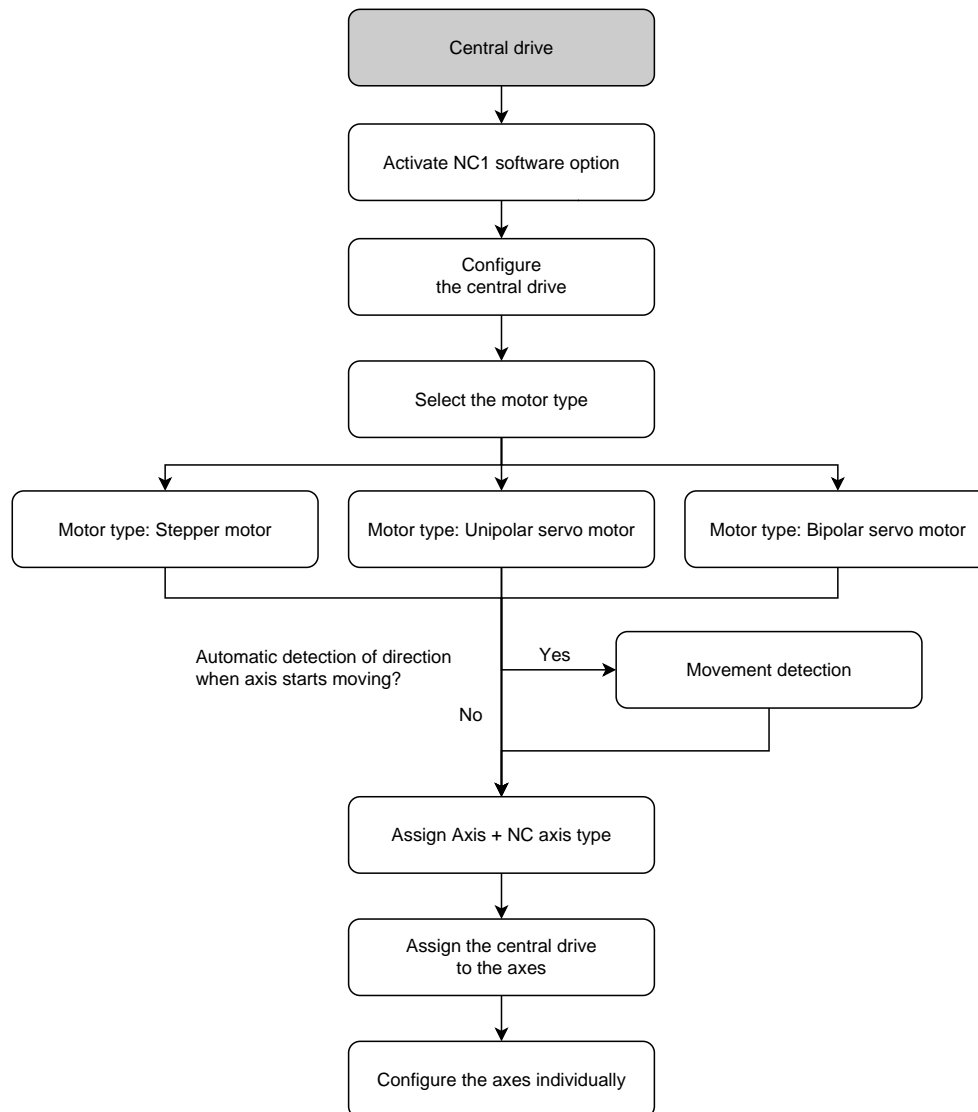 Central drive
Activate NC1 software option
Configure
the central drive
Select the motor type
Motor type: Stepper motor
Motor type: Unipolar servo motor
Motor type: Bipolar servo motor
Automatic detection of direction
when axis starts moving?
Yes
Movement detection
No
Assign Axis + NC axis type
Assign the central drive
to the axes
Configure the axes individually